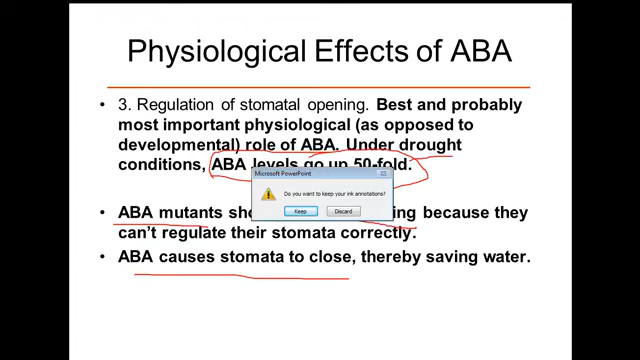 Physiological Effects of ABA
• 3. Regulation of stomatal opening. Best and probably
most important physiological (as opposed to
developmental) role of ABA. Under drought
conditions, ABA levels go up 50-fold.
Microsoft PowerPoint
Do you want to keep your ink annotations?
Keep Discard
• ABA mutants because they
can't regulate their stomata correctly.
• ABA causes stomata to close, thereby saving water.